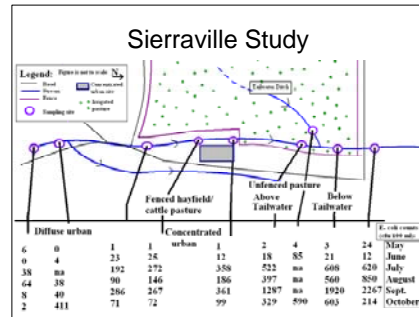 Sierraville Study
Legend: Figure is not to scale N
Road
Stream
Fence
Concentrated urban site
Irrigated pasture
Sampling site
Tailwater Ditch
Fenced hayfield/ cattle pasture
Unfenced pasture
Above Tailwater
Below Tailwater
Diffuse urban
Concentrated urban
E. coli counts
(cfu/100 ml)
6 0 1 1 1 2 4 3 24 May
0 4 23 25 12 18 85 21 12 June
38 na 192 272 358 522 na 608 620 July
64 38 90 146 186 397 na 560 850 August
8 49 286 267 361 1287 na 1920 2267 Sept.
2 411 71 72 99 329 590 603 214 October